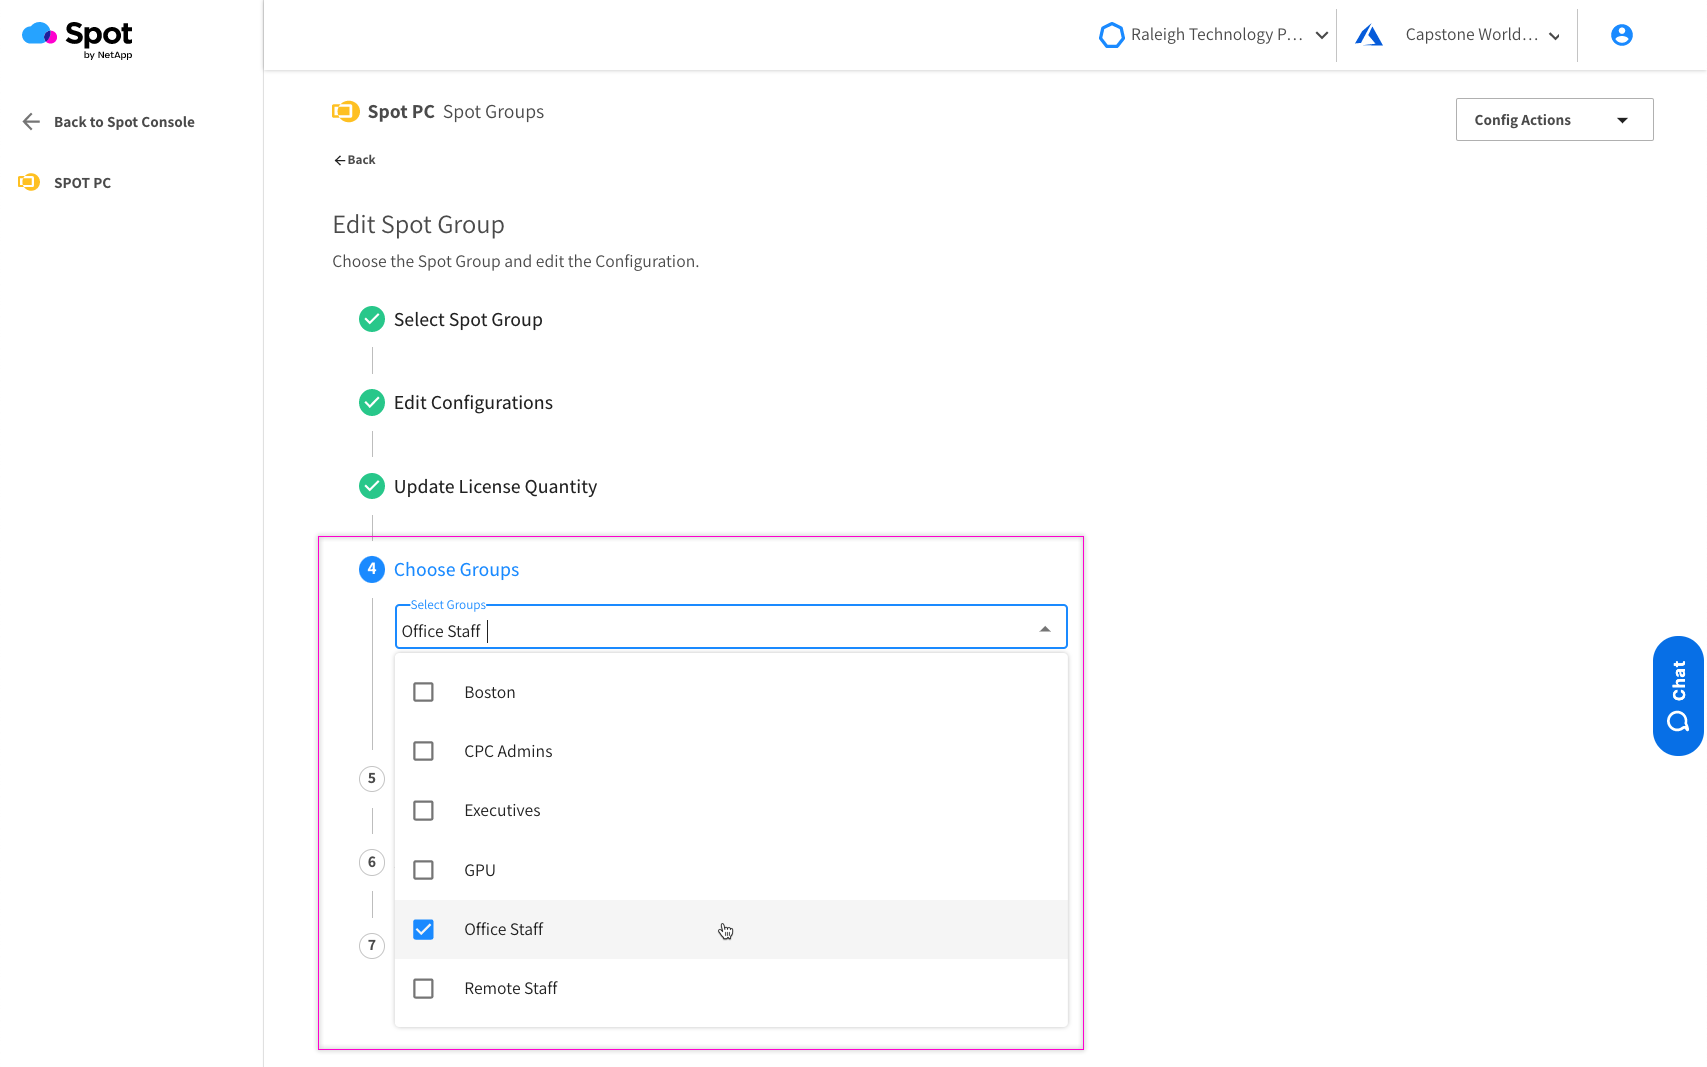 Spot
by NetApp
Raleigh Technology P...
Capstone World...
Back to Spot Console
SPOT PC
Spot PC Spot Groups
Config Actions
Back
Edit Spot Group
Choose the Spot Group and edit the Configuration.
Select Spot Group
Edit Configurations
Update License Quantity
4 Choose Groups
Select Groups
Office Staff
Boston
CPC Admins
5
Executives
6
GPU
Office Staff
7
Remote Staff
Chat